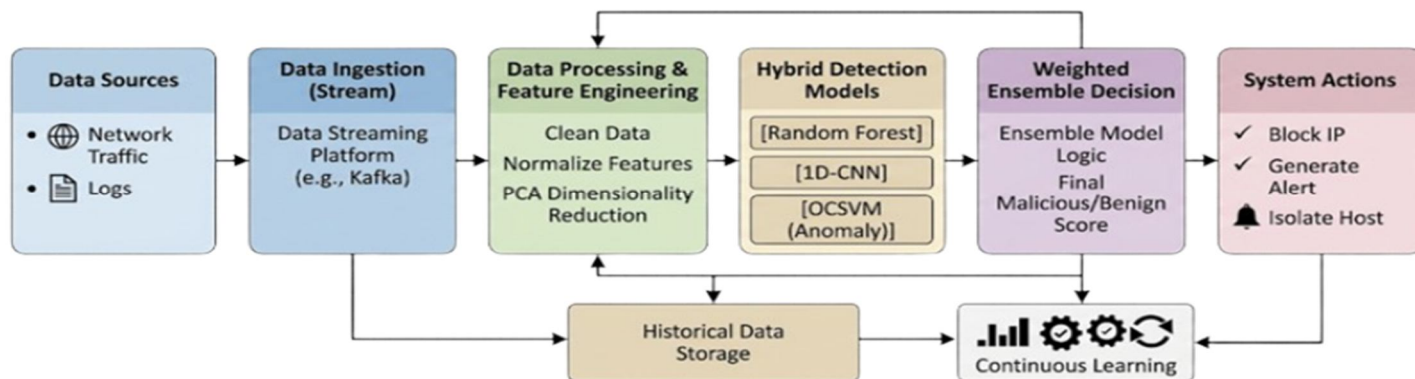 Data Sources
Network
Traffic
Logs
Data Ingestion
(Stream)
Data Streaming
Platform
(e.g., Kafka)
Data Processing &
Feature Engineering
Clean Data
Normalize Features
PCA Dimensionality
Reduction
Hybrid Detection
Models
[Random Forest]
[1D-CNN]
[OCSVM
(Anomaly)]
Weighted
Ensemble Decision
Ensemble Model
Logic
Final
Malicious/Benign
Score
System Actions
Block IP
Generate
Alert
Isolate Host
Historical Data
Storage
Continuous Learning